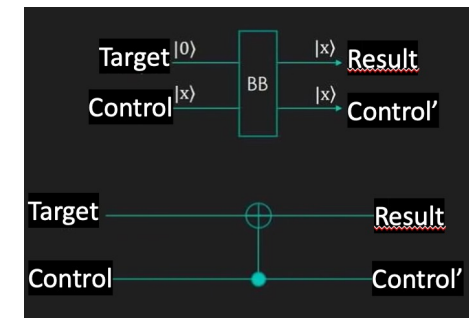 Target |0⟩ BB |x⟩ Result
Control |x⟩ |x⟩ Control’
Target Result
Control Control’